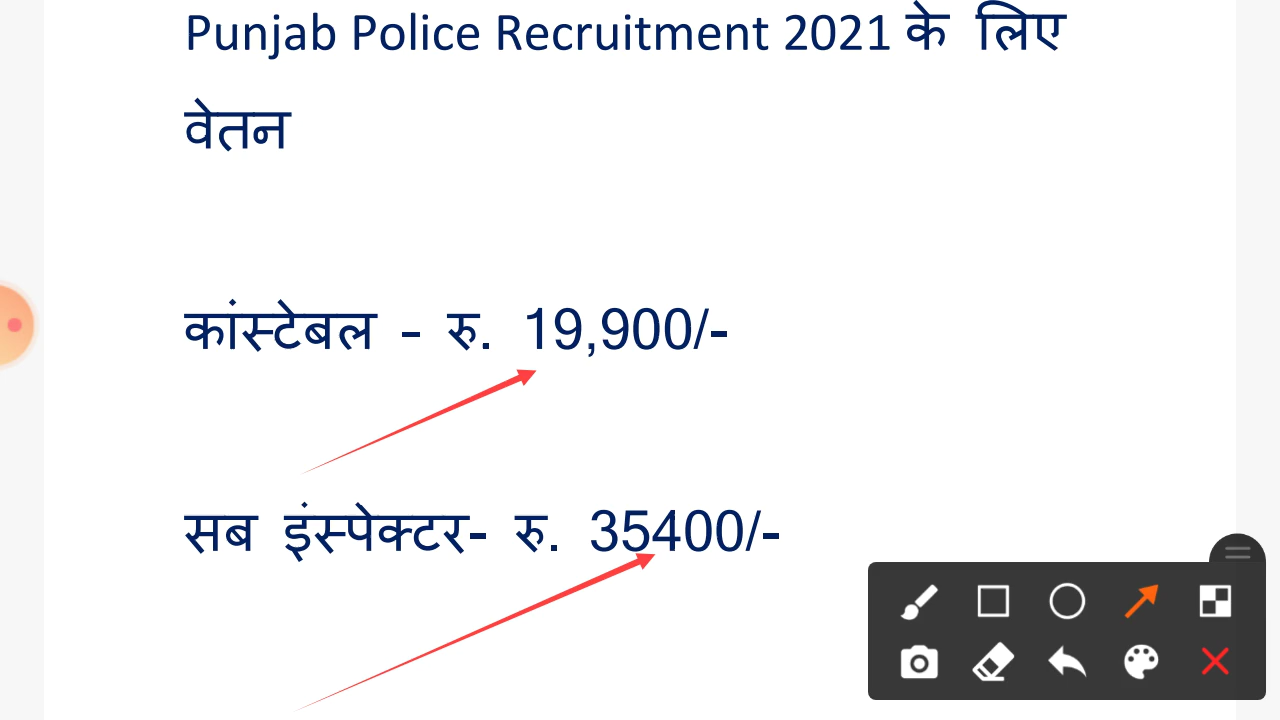 Punjab Police Recruitment 2021 के लिए
वेतन
कांस्टेबल - रु. 19,900/-
सब इंस्पेक्टर- रु. 35400/-